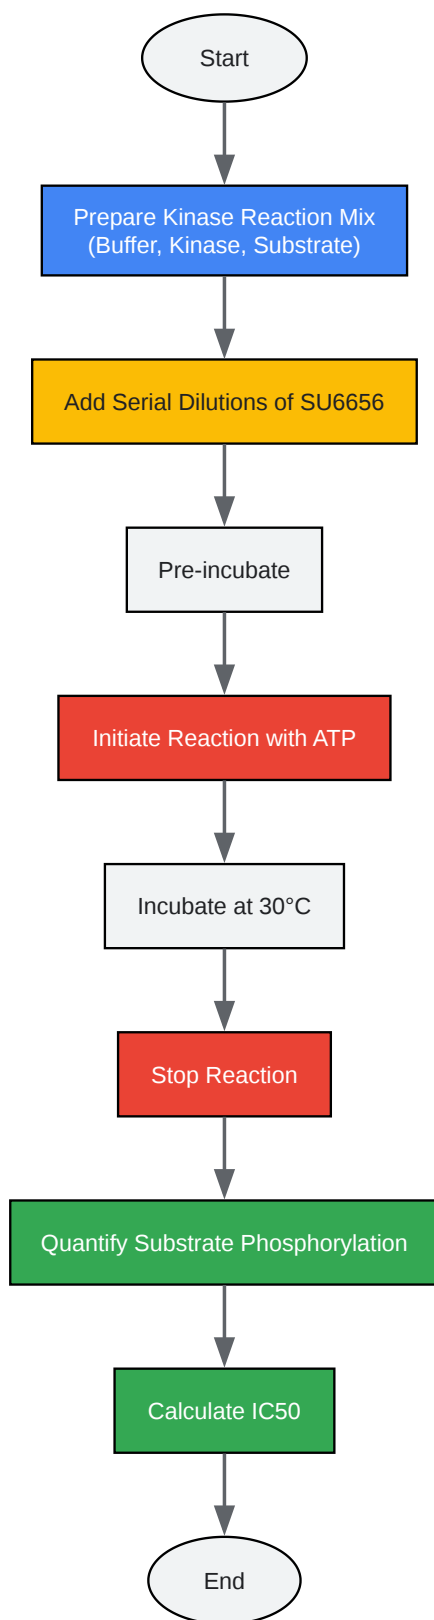 Start
Prepare Kinase Reaction Mix
(Buffer, Kinase, Substrate)
Add Serial Dilutions of SU6656
Pre-incubate
Initiate Reaction with ATP
Incubate at 30°C
Stop Reaction
Quantify Substrate Phosphorylation
Calculate IC50
End